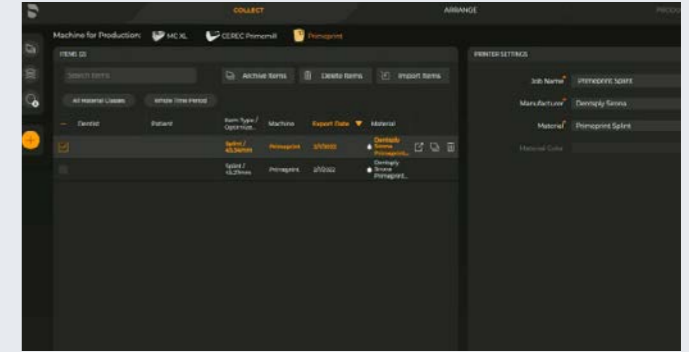 COLLECT
ARRANGE
Machine for Production:
MC XL
CEREC Primemill
Primeprint
ITEMS (2)
Search Items
Archive Items
Delete Items
Import Items
All Material Classes
Whole Time Period
Dentist
Patient
Item Type /
Optimize...
Machine
Export Date
Material
Splint /
Primeprint
Dentsply
Sirona
Primeprint...
Splint /
Primeprint
Dentsply
Sirona
Primeprint...
PRINTER SETTINGS
Job Name*
Primeprint Splint
Manufacturer*
Dentsply Sirona
Material*
Primeprint Splint
Material Color